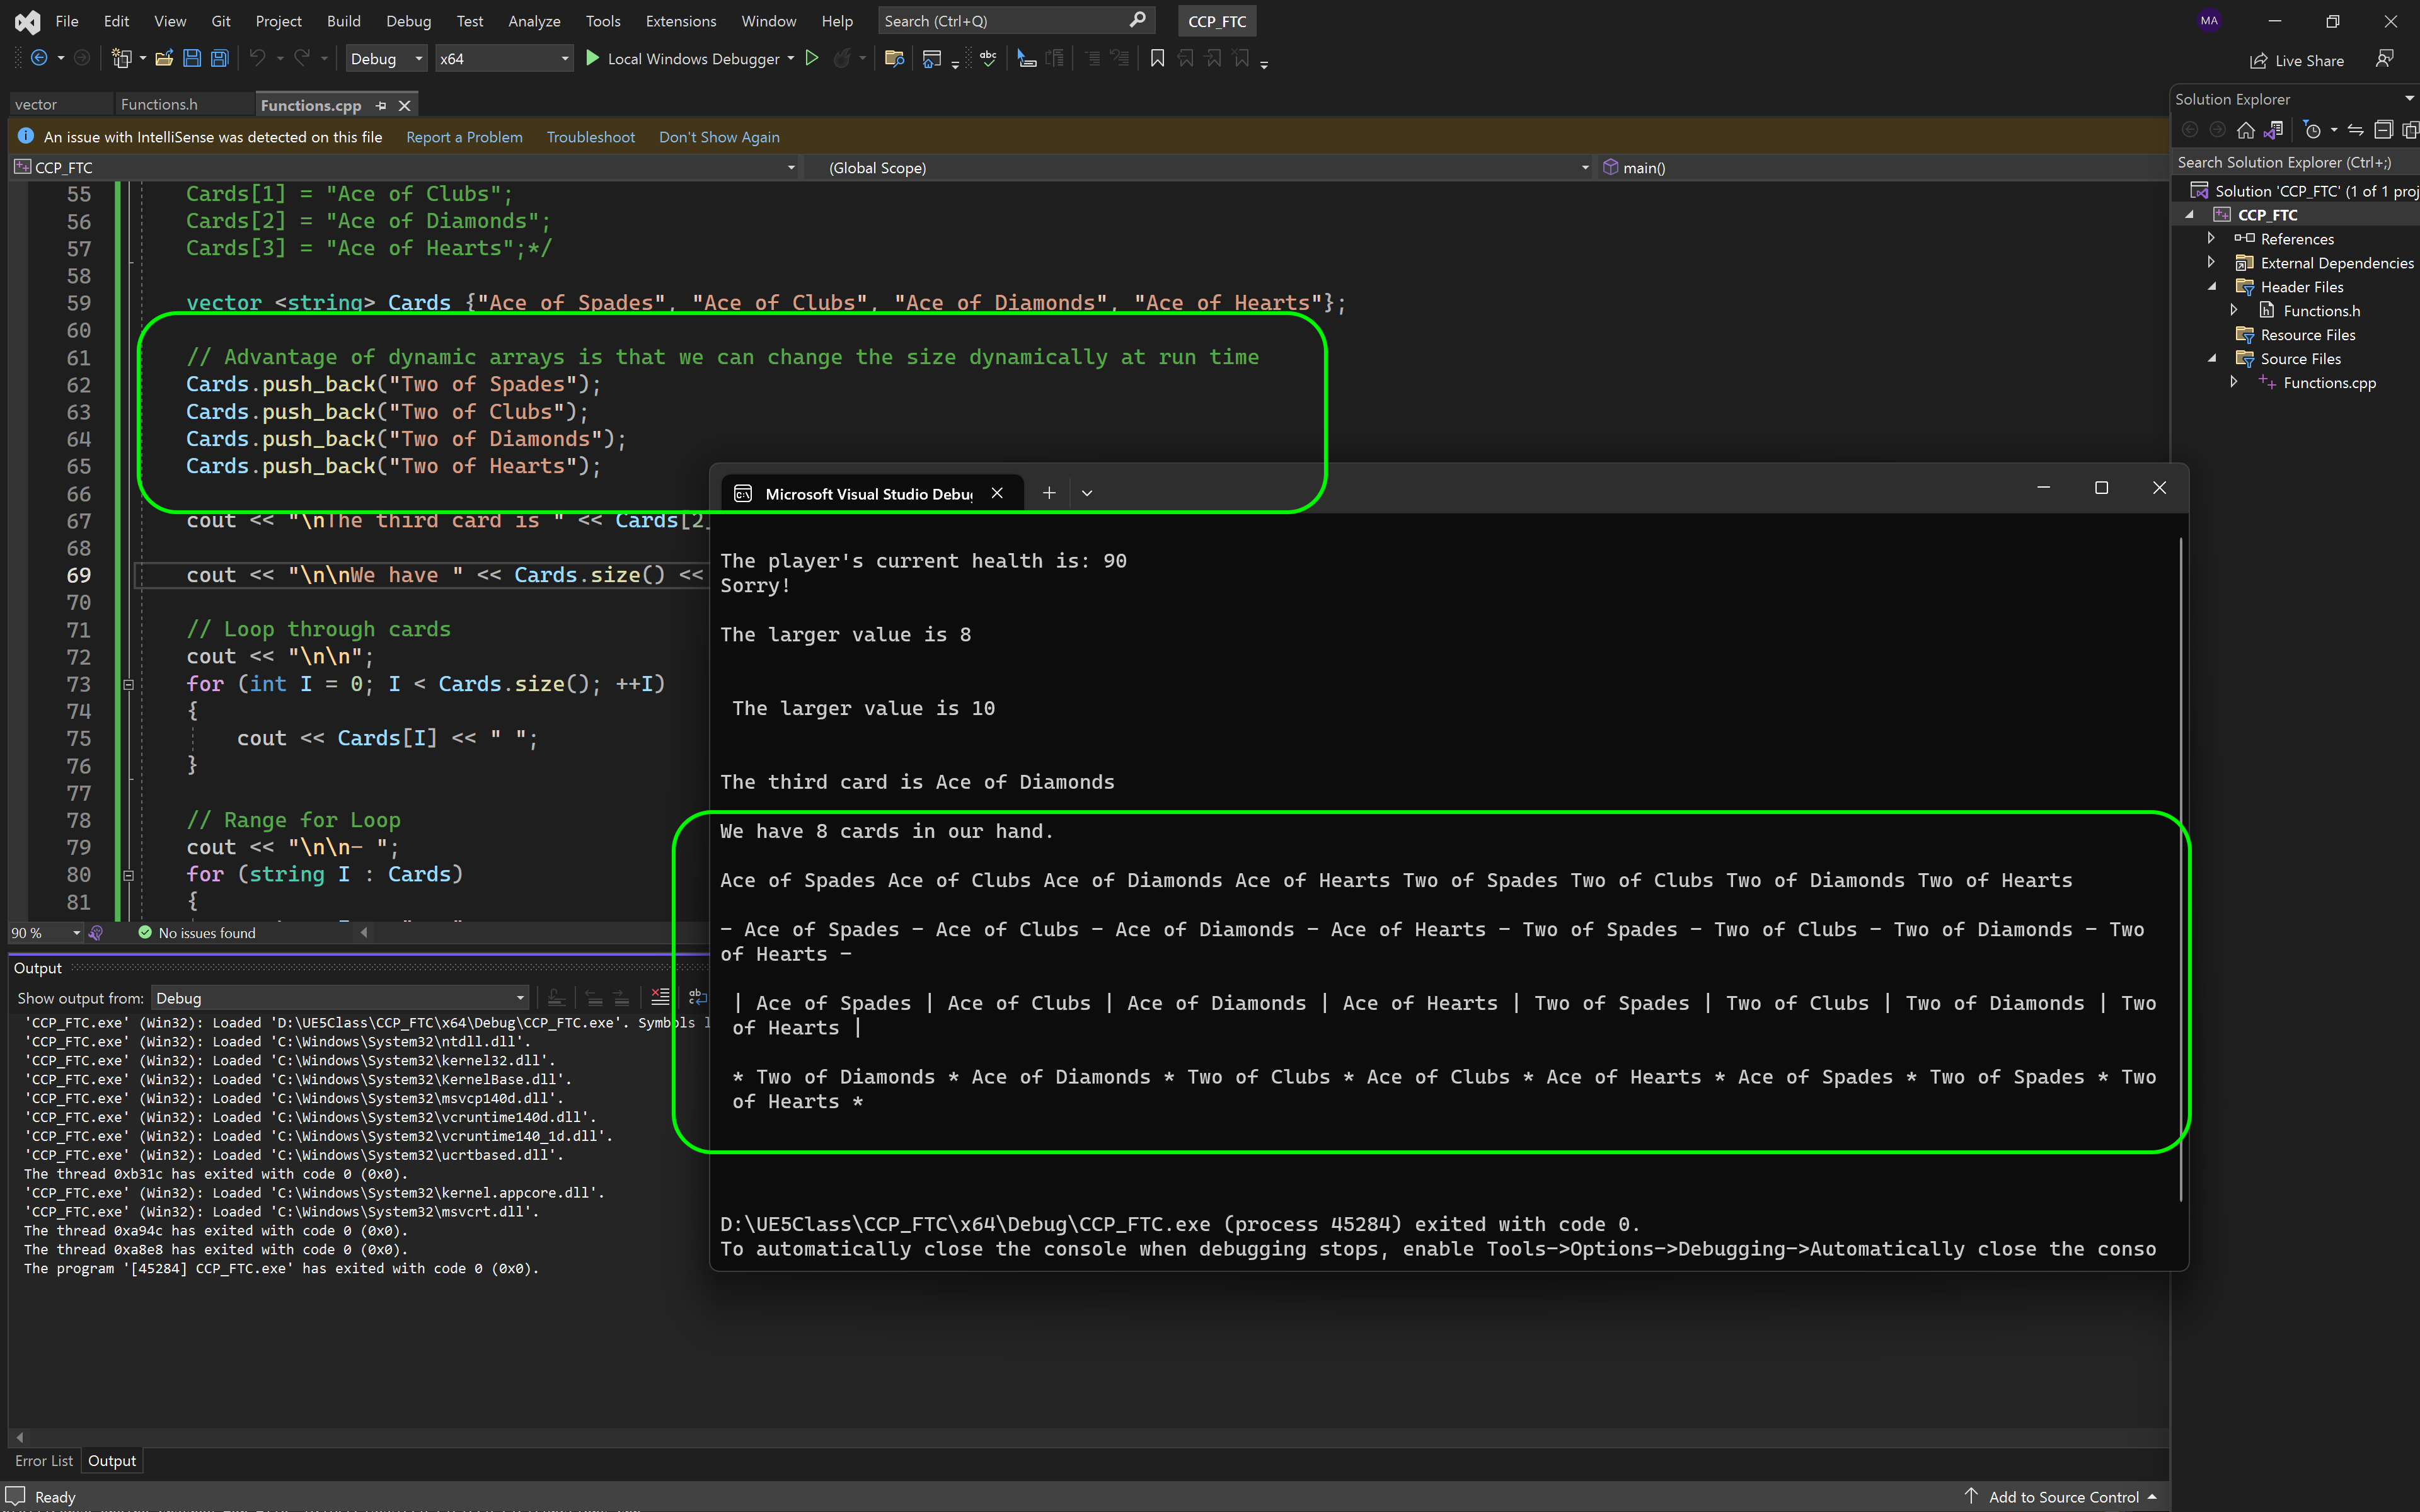 File Edit View Git Project Build Debug Test Analyze Tools Extensions Window Help Search (Ctrl+Q) CCP_FTC MA
Debug x64 Local Windows Debugger Live Share
vector Functions.h Functions.cpp
An issue with IntelliSense was detected on this file Report a Problem Troubleshoot Don't Show Again
CCP_FTC (Global Scope) main()
55 Cards[1] = "Ace of Clubs";
56 Cards[2] = "Ace of Diamonds";
57 Cards[3] = "Ace of Hearts";*/
58
59 vector <string> Cards {"Ace of Spades", "Ace of Clubs", "Ace of Diamonds", "Ace of Hearts"};
60
61 // Advantage of dynamic arrays is that we can change the size dynamically at run time
62 Cards.push_back("Two of Spades");
63 Cards.push_back("Two of Clubs");
64 Cards.push_back("Two of Diamonds");
65 Cards.push_back("Two of Hearts");
66
67 cout << "\nThe third card is " << Cards[2]
68
69 cout << "\n\nWe have " << Cards.size() <<
70
71 // Loop through cards
72 cout << "\n\n";
73 for (int I = 0; I < Cards.size(); ++I)
74 {
75 cout << Cards[I] << " ";
76 }
77
78 // Range for Loop
79 cout << "\n\n- ";
80 for (string I : Cards)
81 {
90 % No issues found
Output
Show output from: Debug
'CCP_FTC.exe' (Win32): Loaded 'D:\UE5Class\CCP_FTC\x64\Debug\CCP_FTC.exe'. Symbols l
'CCP_FTC.exe' (Win32): Loaded 'C:\Windows\System32\ntdll.dll'.
'CCP_FTC.exe' (Win32): Loaded 'C:\Windows\System32\kernel32.dll'.
'CCP_FTC.exe' (Win32): Loaded 'C:\Windows\System32\KernelBase.dll'.
'CCP_FTC.exe' (Win32): Loaded 'C:\Windows\System32\msvcp140d.dll'.
'CCP_FTC.exe' (Win32): Loaded 'C:\Windows\System32\vcruntime140d.dll'.
'CCP_FTC.exe' (Win32): Loaded 'C:\Windows\System32\vcruntime140_1d.dll'.
'CCP_FTC.exe' (Win32): Loaded 'C:\Windows\System32\ucrtbased.dll'.
The thread 0xb31c has exited with code 0 (0x0).
'CCP_FTC.exe' (Win32): Loaded 'C:\Windows\System32\kernel.appcore.dll'.
'CCP_FTC.exe' (Win32): Loaded 'C:\Windows\System32\msvcrt.dll'.
The thread 0xa94c has exited with code 0 (0x0).
The thread 0xa8e8 has exited with code 0 (0x0).
The program '[45284] CCP_FTC.exe' has exited with code 0 (0x0).
Error List Output
Ready Add to Source Control
Microsoft Visual Studio Debu
The player's current health is: 90
Sorry!
The larger value is 8
The larger value is 10
The third card is Ace of Diamonds
We have 8 cards in our hand.
Ace of Spades Ace of Clubs Ace of Diamonds Ace of Hearts Two of Spades Two of Clubs Two of Diamonds Two of Hearts
- Ace of Spades - Ace of Clubs - Ace of Diamonds - Ace of Hearts - Two of Spades - Two of Clubs - Two of Diamonds - Two
of Hearts -
| Ace of Spades | Ace of Clubs | Ace of Diamonds | Ace of Hearts | Two of Spades | Two of Clubs | Two of Diamonds | Two
of Hearts |
* Two of Diamonds * Ace of Diamonds * Two of Clubs * Ace of Clubs * Ace of Hearts * Ace of Spades * Two of Spades * Two
of Hearts *
D:\UE5Class\CCP_FTC\x64\Debug\CCP_FTC.exe (process 45284) exited with code 0.
To automatically close the console when debugging stops, enable Tools->Options->Debugging->Automatically close the conso
Solution Explorer
Search Solution Explorer (Ctrl+;)
Solution 'CCP_FTC' (1 of 1 proj
CCP_FTC
References
External Dependencies
Header Files
Functions.h
Resource Files
Source Files
Functions.cpp